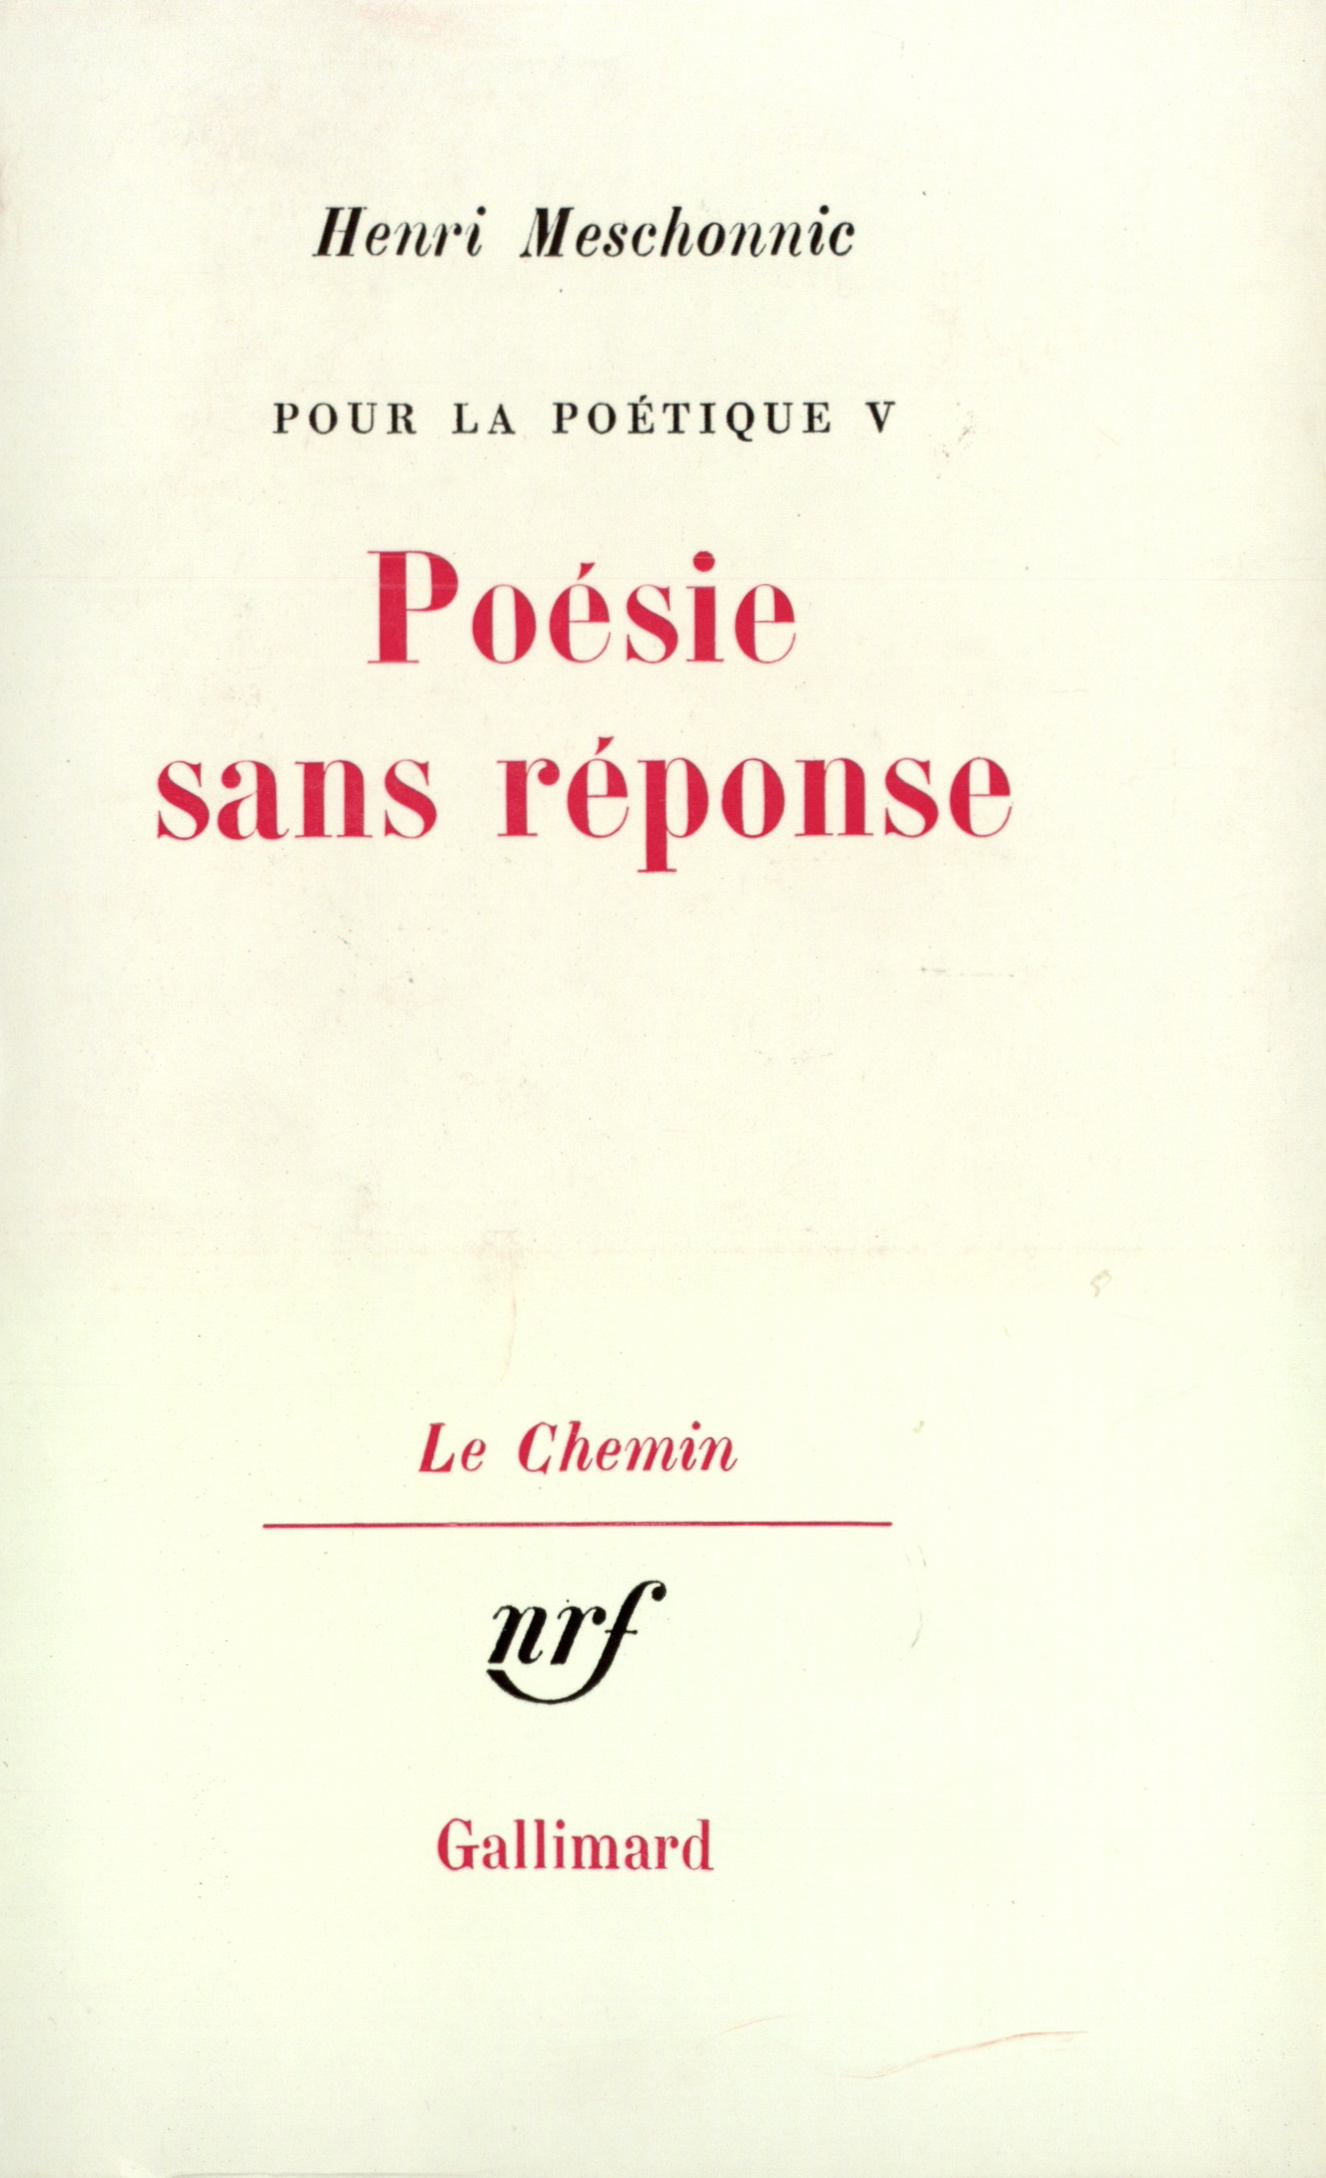 Henri Meschonnic
POUR LA POÉTIQUE V
Poésie
sans réponse
Le Chemin
nrf
Gallimard